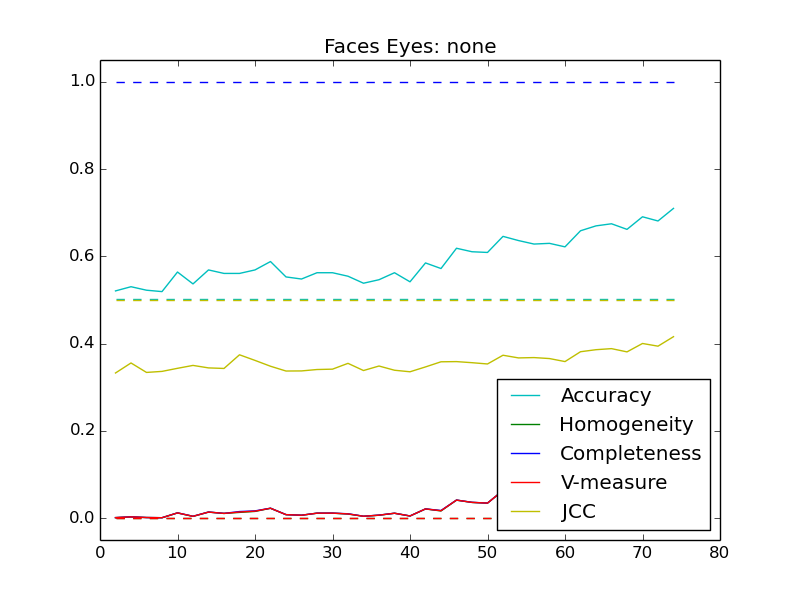 Faces Eyes: none
1.0
0.8
0.6
0.4
0.2
0.0
0 10 20 30 40 50 60 70 80
Accuracy
Homogeneity
Completeness
V-measure
JCC